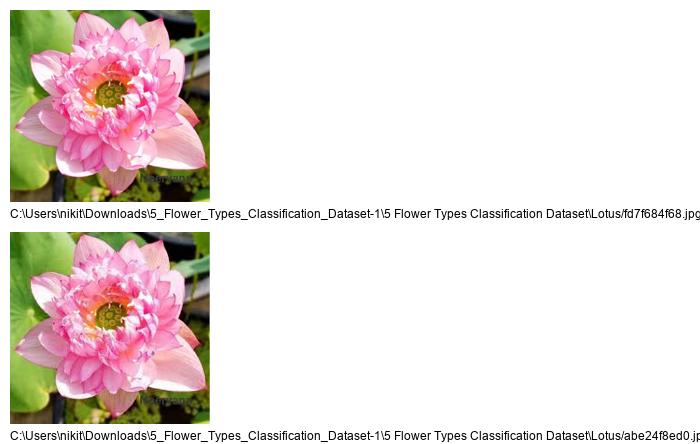 C:\Users\nikit\Downloads\5_Flower_Types_Classification_Dataset-1\5 Flower Types Classification Dataset\Lotus/fd7f684f68.jpg
C:\Users\nikit\Downloads\5_Flower_Types_Classification_Dataset-1\5 Flower Types Classification Dataset\Lotus/abe24f8ed0.jp